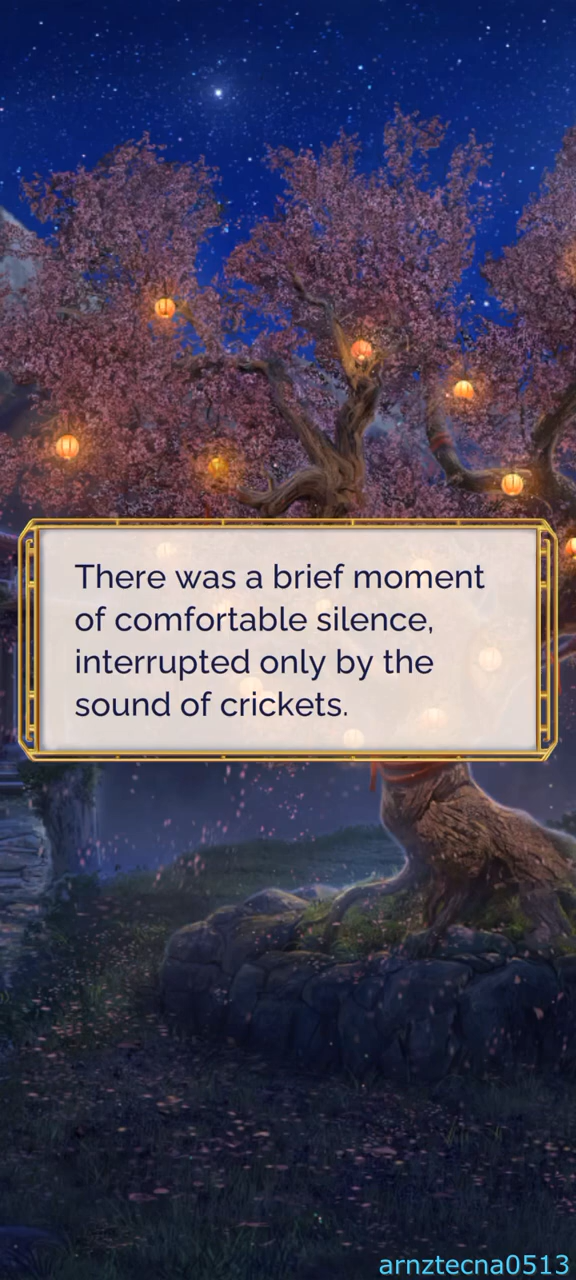 There was a brief moment
of comfortable silence,
interrupted only by the
sound of crickets.
arnztecna0513